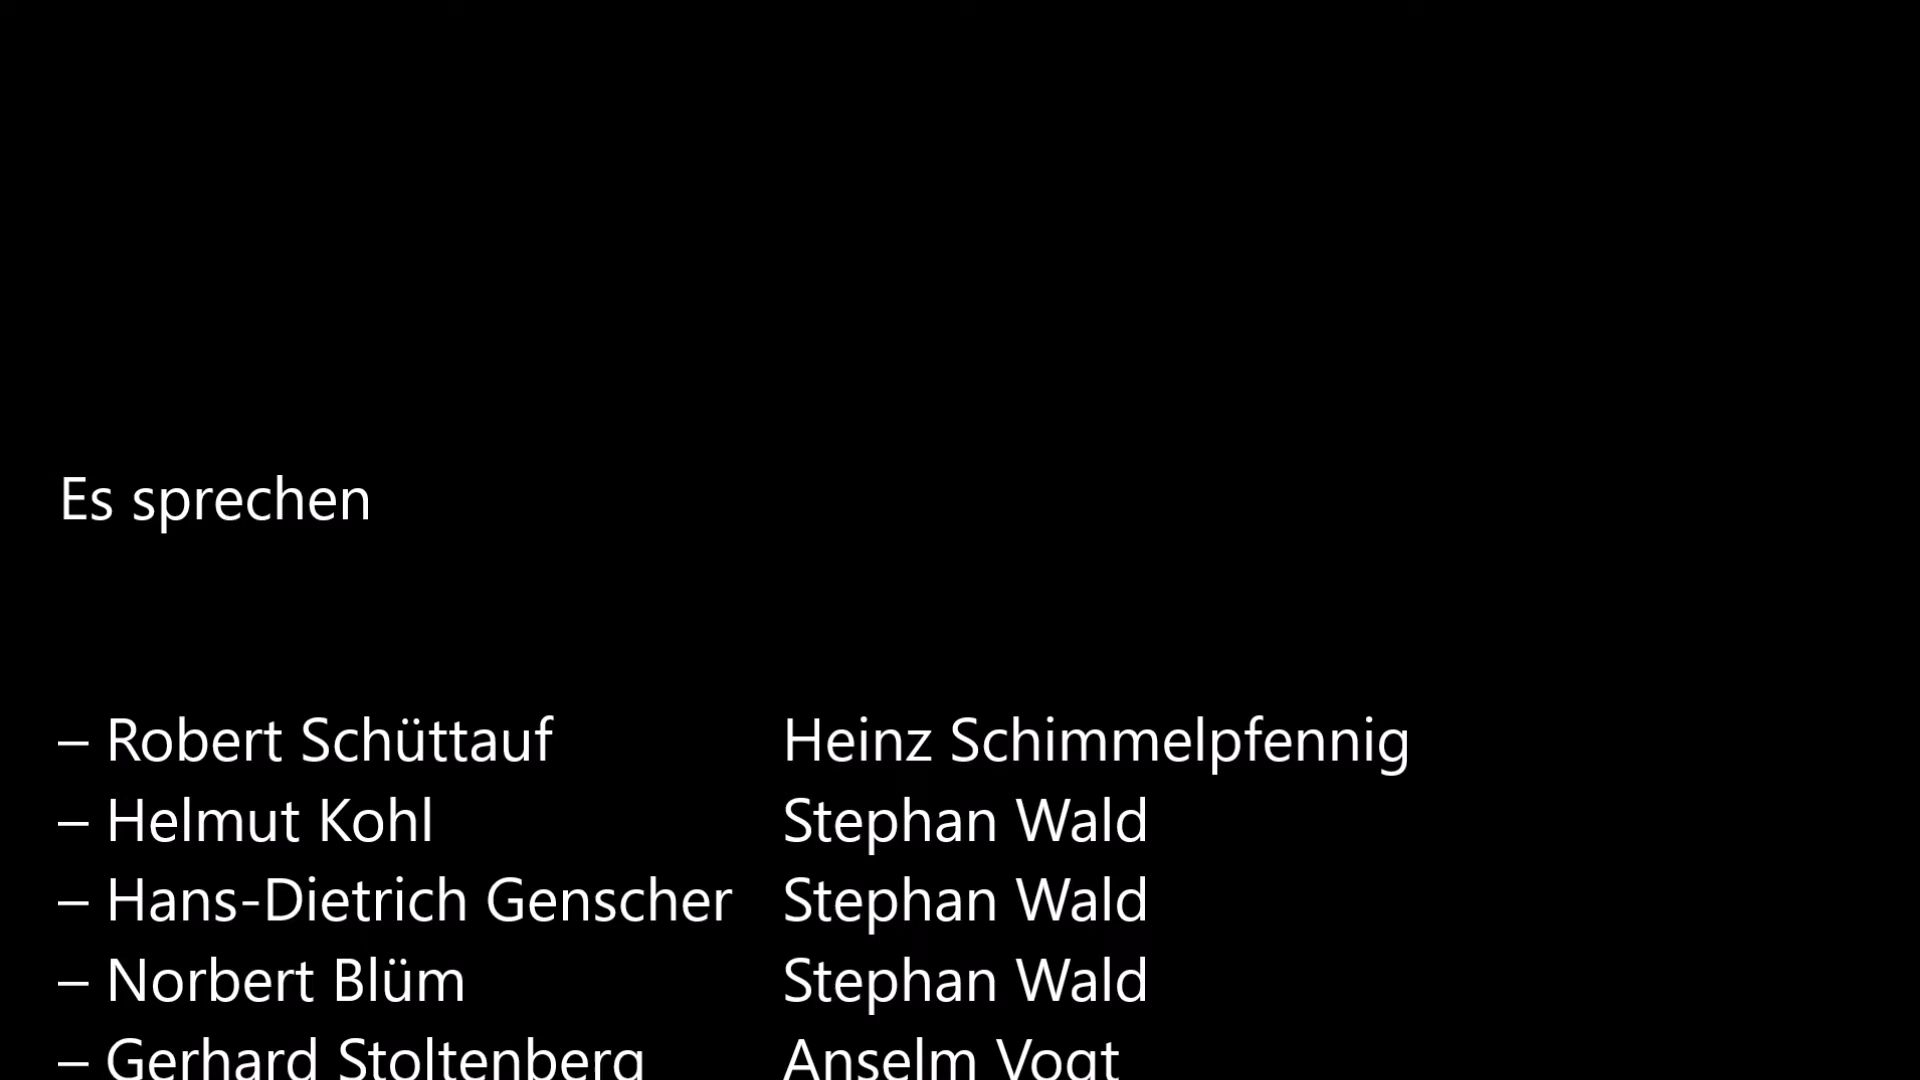 Es sprechen
– Robert Schüttauf Heinz Schimmelpfennig
– Helmut Kohl Stephan Wald
– Hans-Dietrich Genscher Stephan Wald
– Norbert Blüm Stephan Wald
– Gerhard Stoltenberg Anselm Vogt